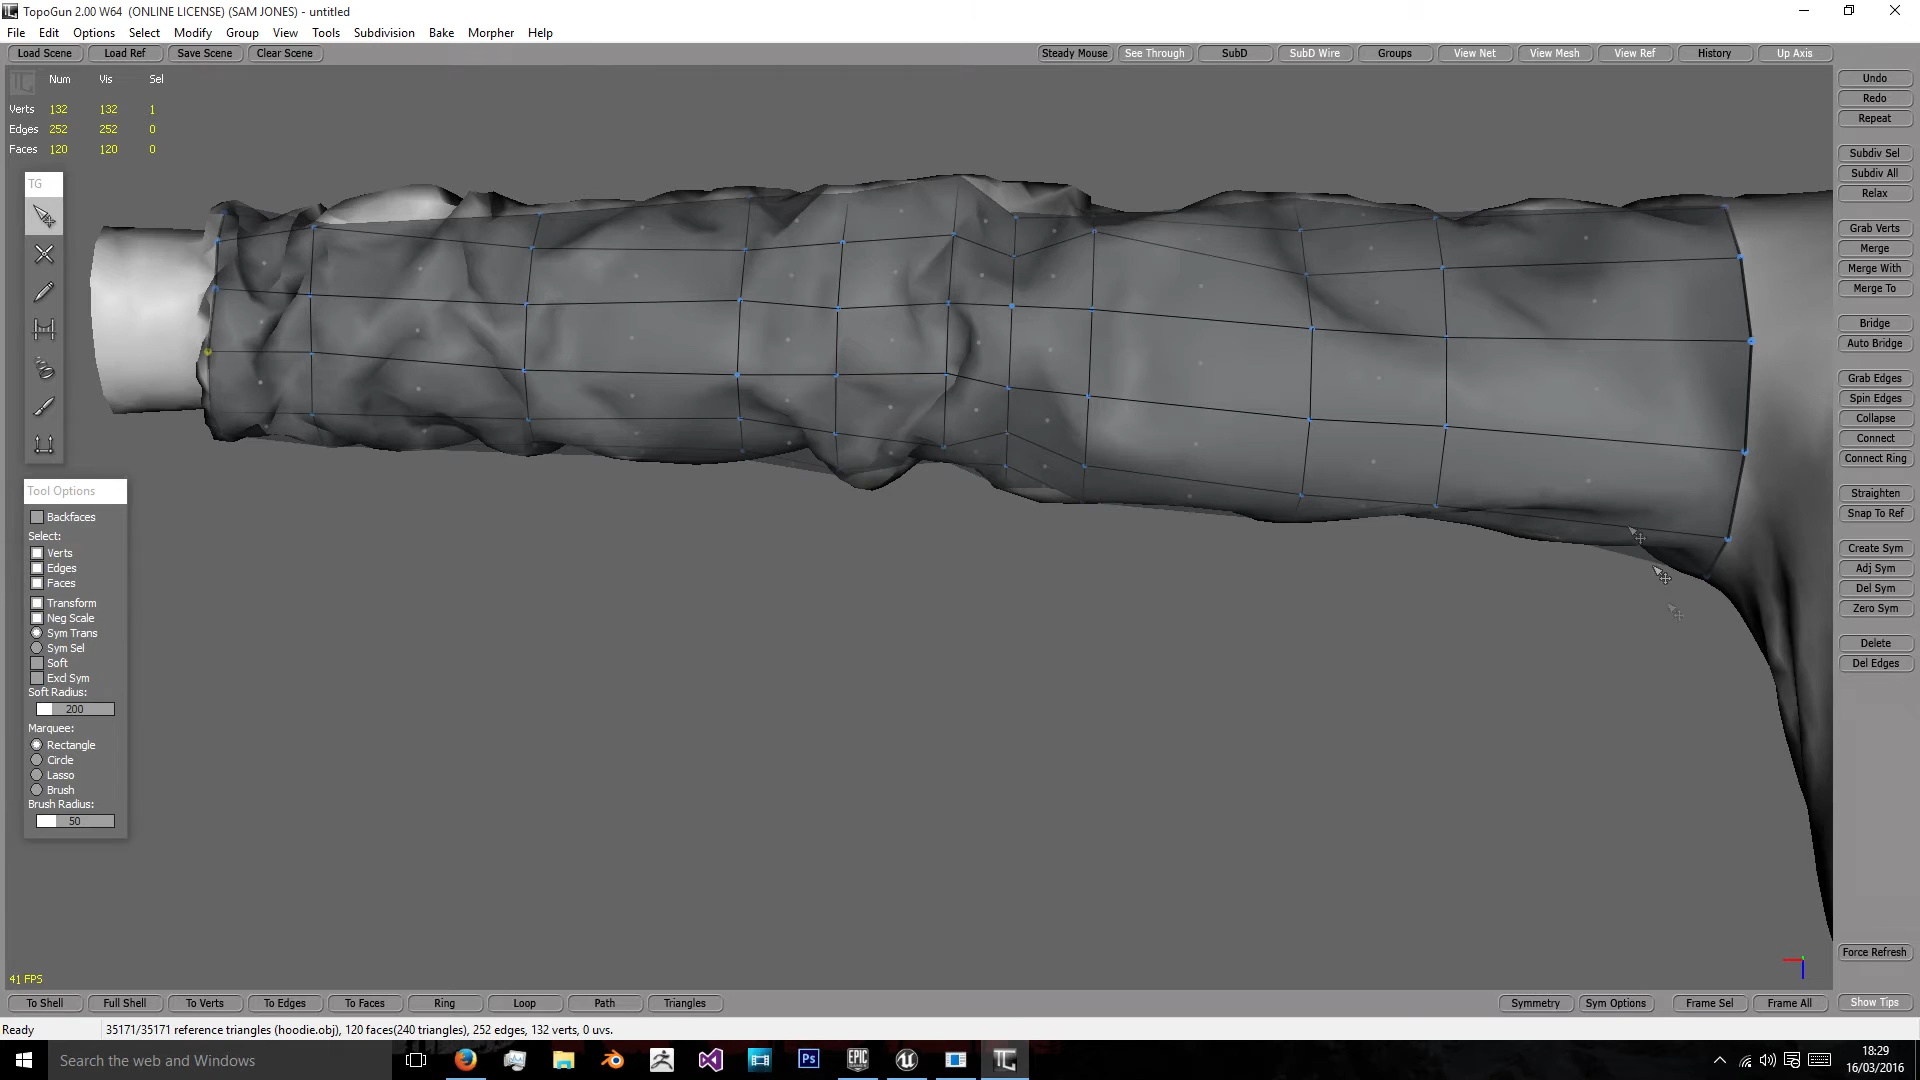 TopoGun 2.00 W64 (ONLINE LICENSE) (SAM JONES) - untitled
File Edit Options Select Modify Group View Tools Subdivision Bake Morpher Help
Load Scene Load Ref Save Scene Clear Scene Steady Mouse See Through SubD SubD Wire Groups View Net View Mesh View Ref History Up Axis
Num Vis Sel
Verts 132 132 1
Edges 252 252 0
Faces 120 120 0
TG
Tool Options
Backfaces
Select:
Verts
Edges
Faces
Transform
Neg Scale
Sym Trans
Sym Sel
Soft
Excl Sym
Soft Radius:
200
Marquee:
Rectangle
Circle
Lasso
Brush
Brush Radius:
50
Undo
Redo
Repeat
Subdiv Sel
Subdiv All
Relax
Grab Verts
Merge
Merge With
Merge To
Bridge
Auto Bridge
Grab Edges
Spin Edges
Collapse
Connect
Connect Ring
Straighten
Snap To Ref
Create Sym
Adj Sym
Del Sym
Zero Sym
Delete
Del Edges
Force Refresh
41 FPS
To Shell Full Shell To Verts To Edges To Faces Ring Loop Path Triangles Symmetry Sym Options Frame Sel Frame All Show Tips
Ready 35171/35171 reference triangles (hoodie.obj), 120 faces(240 triangles), 252 edges, 132 verts, 0 uvs.
Search the web and Windows
Ps
EPIC
18:29
16/03/2016